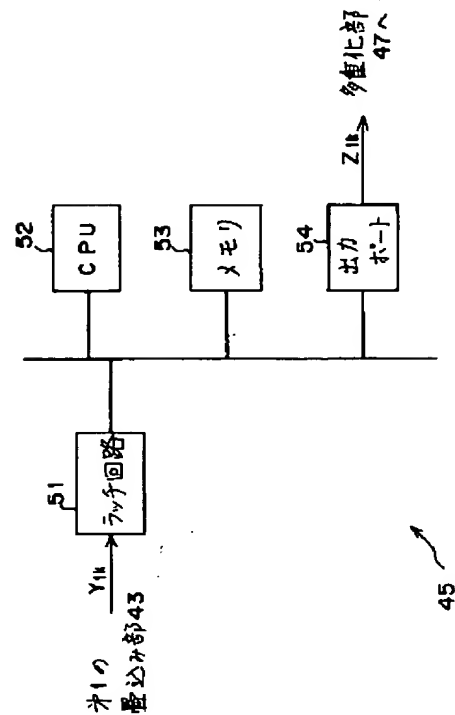 52
CPU
53
メモリ
54
出力
ポート
Z1k
多重化部
47へ
51
ラッチ回路
Y1k
第1の
畳込み部43
45